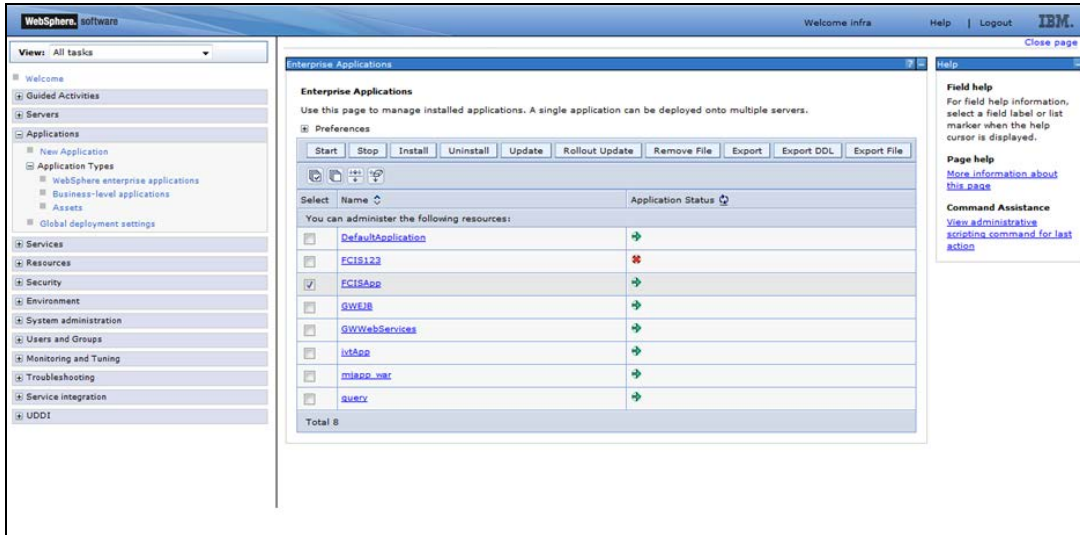 WebSphere. software
Welcome infra
Help | Logout
IBM.
Close page
View: All tasks
Welcome
Guided Activities
Servers
Applications
New Application
Application Types
WebSphere enterprise applications
Business-level applications
Assets
Global deployment settings
Services
Resources
Security
Environment
System administration
Users and Groups
Monitoring and Tuning
Troubleshooting
Service integration
UDDI
Enterprise Applications
Enterprise Applications
Use this page to manage installed applications. A single application can be deployed onto multiple servers.
Preferences
Start Stop Install Uninstall Update Rollout Update Remove File Export Export DDL Export File
Select Name Application Status
You can administer the following resources:
DefaultApplication
FCIS123
FCISApp
GWEJB
GWWebServices
ivtApp
mjapp_war
query
Total 8
Help
Field help
For field help information,
select a field label or list
marker when the help
cursor is displayed.
Page help
More information about
this page
Command Assistance
View administrative
scripting command for last
action